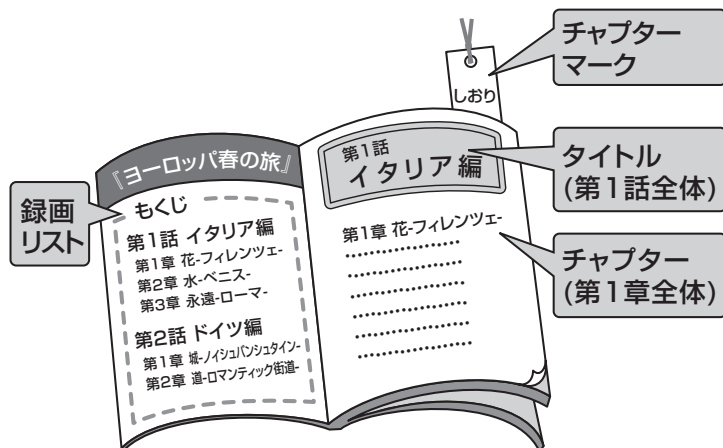 チャプター
マーク
しおり
『ヨーロッパ春の旅』
第1話
イタリア編
タイトル
(第1話全体)
録画
リスト
もくじ
第1話 イタリア編
第1章 花-フィレンツェ-
第2章 水-ベニス-
第3章 永遠-ローマ-
第2話 ドイツ編
第1章 城-ノイシュバンシュタイン-
第2章 道-ロマンティック街道-
第1章 花-フィレンツェ-
チャプター
(第1章全体)